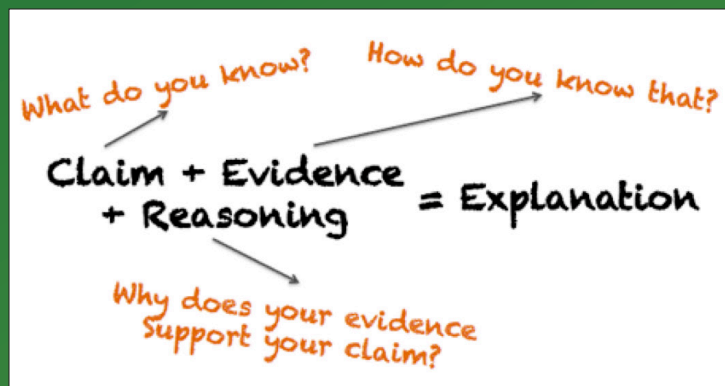 What do you know?
How do you know that?
Claim + Evidence
+ Reasoning
= Explanation
Why does your evidence
Support your claim?